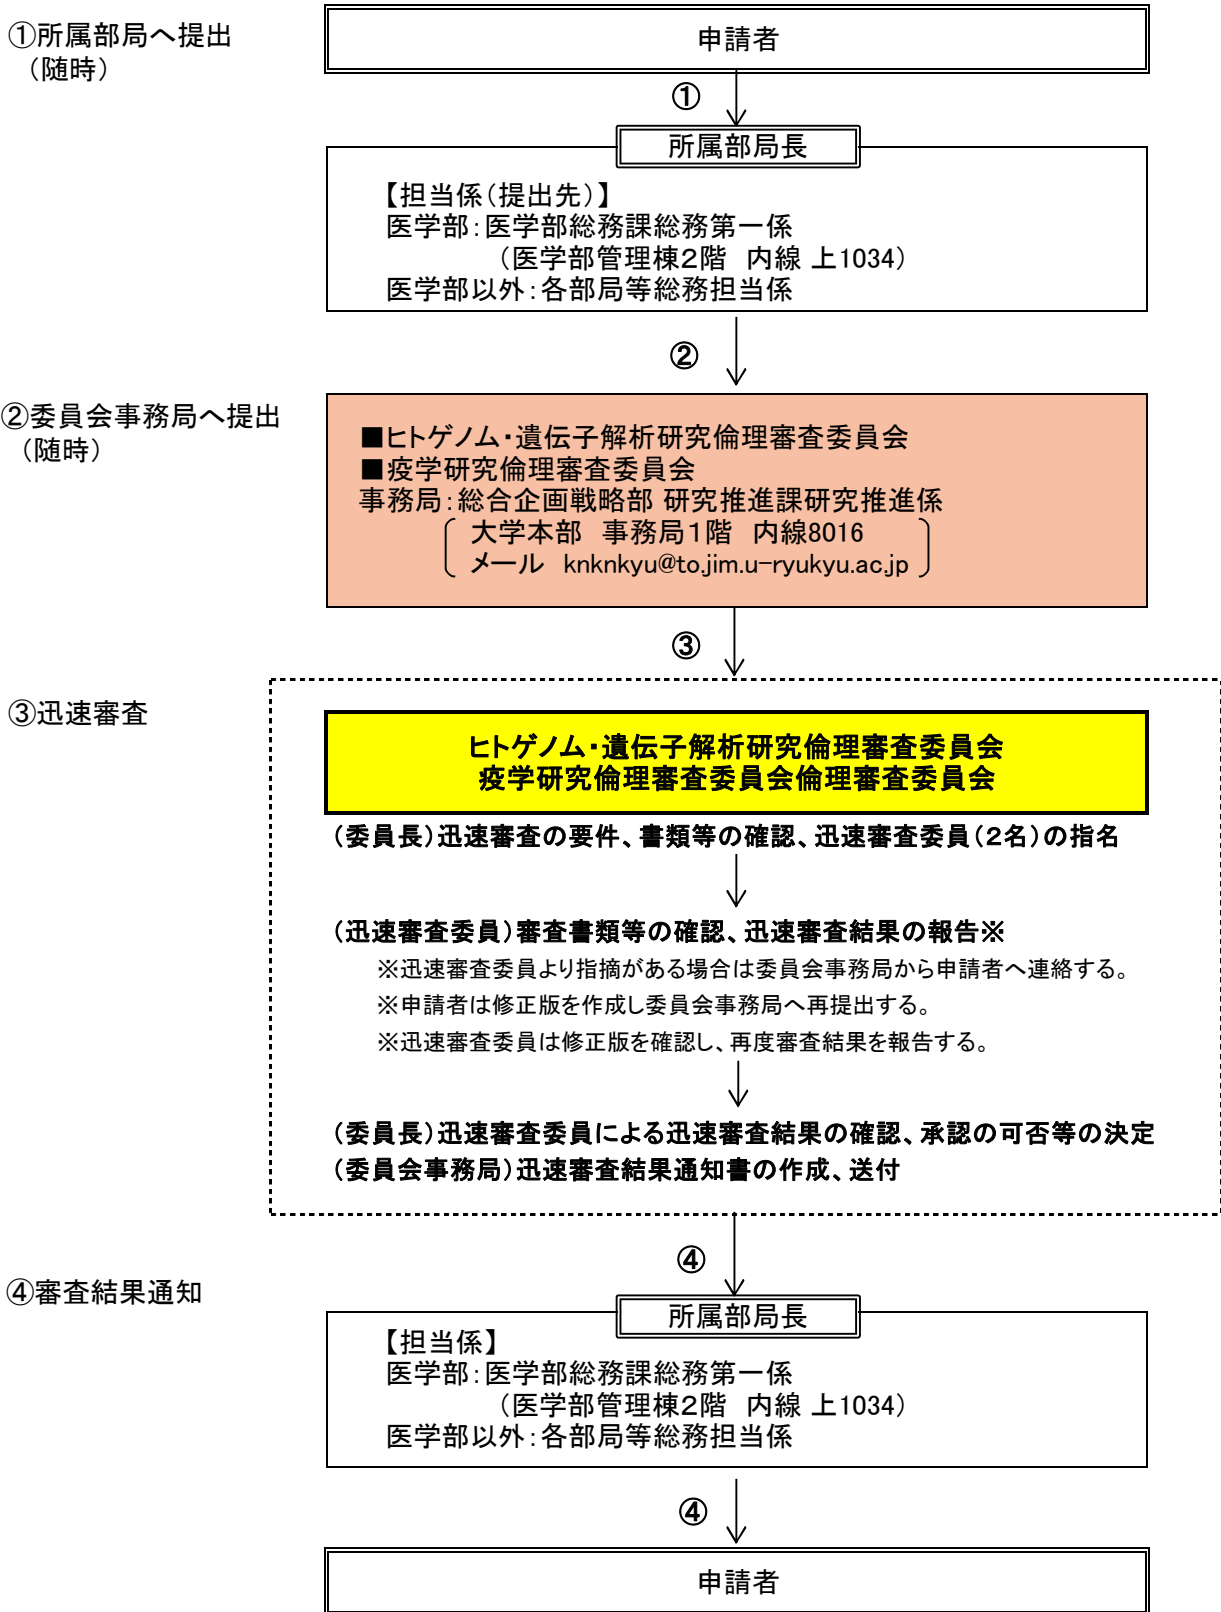 ①所属部局へ提出
（随時）
申請者
①
所属部局長
【担当係（提出先）】
医学部：医学部総務課総務第一係
（医学部管理棟２階　内線 上1034）
医学部以外：各部局等総務担当係
②
②委員会事務局へ提出
（随時）
■ヒトゲノム・遺伝子解析研究倫理審査委員会
■疫学研究倫理審査委員会
事務局：総合企画戦略部 研究推進課研究推進係
大学本部　事務局１階　内線8016
メール　knknkyu@to.jim.u-ryukyu.ac.jp
③
③迅速審査
ヒトゲノム・遺伝子解析研究倫理審査委員会
疫学研究倫理審査委員会倫理審査委員会
（委員長）迅速審査の要件、書類等の確認、迅速審査委員（２名）の指名
（迅速審査委員）審査書類等の確認、迅速審査結果の報告※
※迅速審査委員より指摘がある場合は委員会事務局から申請者へ連絡する。
※申請者は修正版を作成し委員会事務局へ再提出する。
※迅速審査委員は修正版を確認し、再度審査結果を報告する。
（委員長）迅速審査委員による迅速審査結果の確認、承認の可否等の決定
（委員会事務局）迅速審査結果通知書の作成、送付
④
④審査結果通知
所属部局長
【担当係】
医学部：医学部総務課総務第一係
（医学部管理棟２階　内線 上1034）
医学部以外：各部局等総務担当係
④
申請者